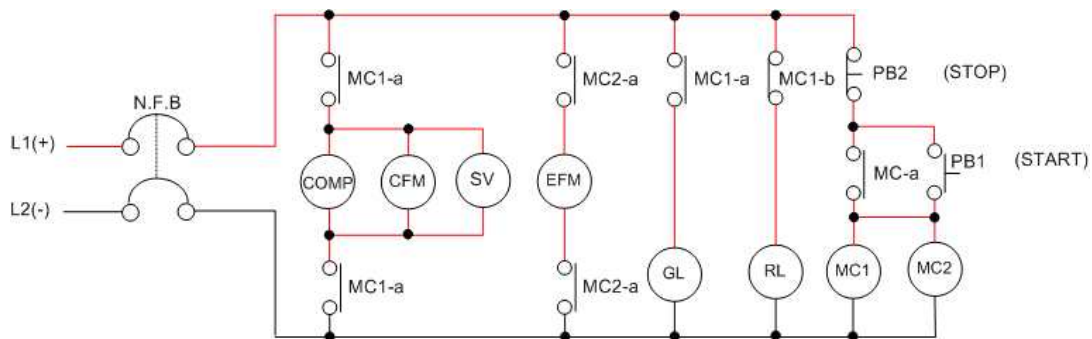 N.F.B
L1(+)
L2(-)
MC1-a
MC2-a
MC1-a
MC1-b
PB2
(STOP)
COMP
CFM
SV
EFM
MC-a
PB1
(START)
MC1-a
MC2-a
GL
RL
MC1
MC2